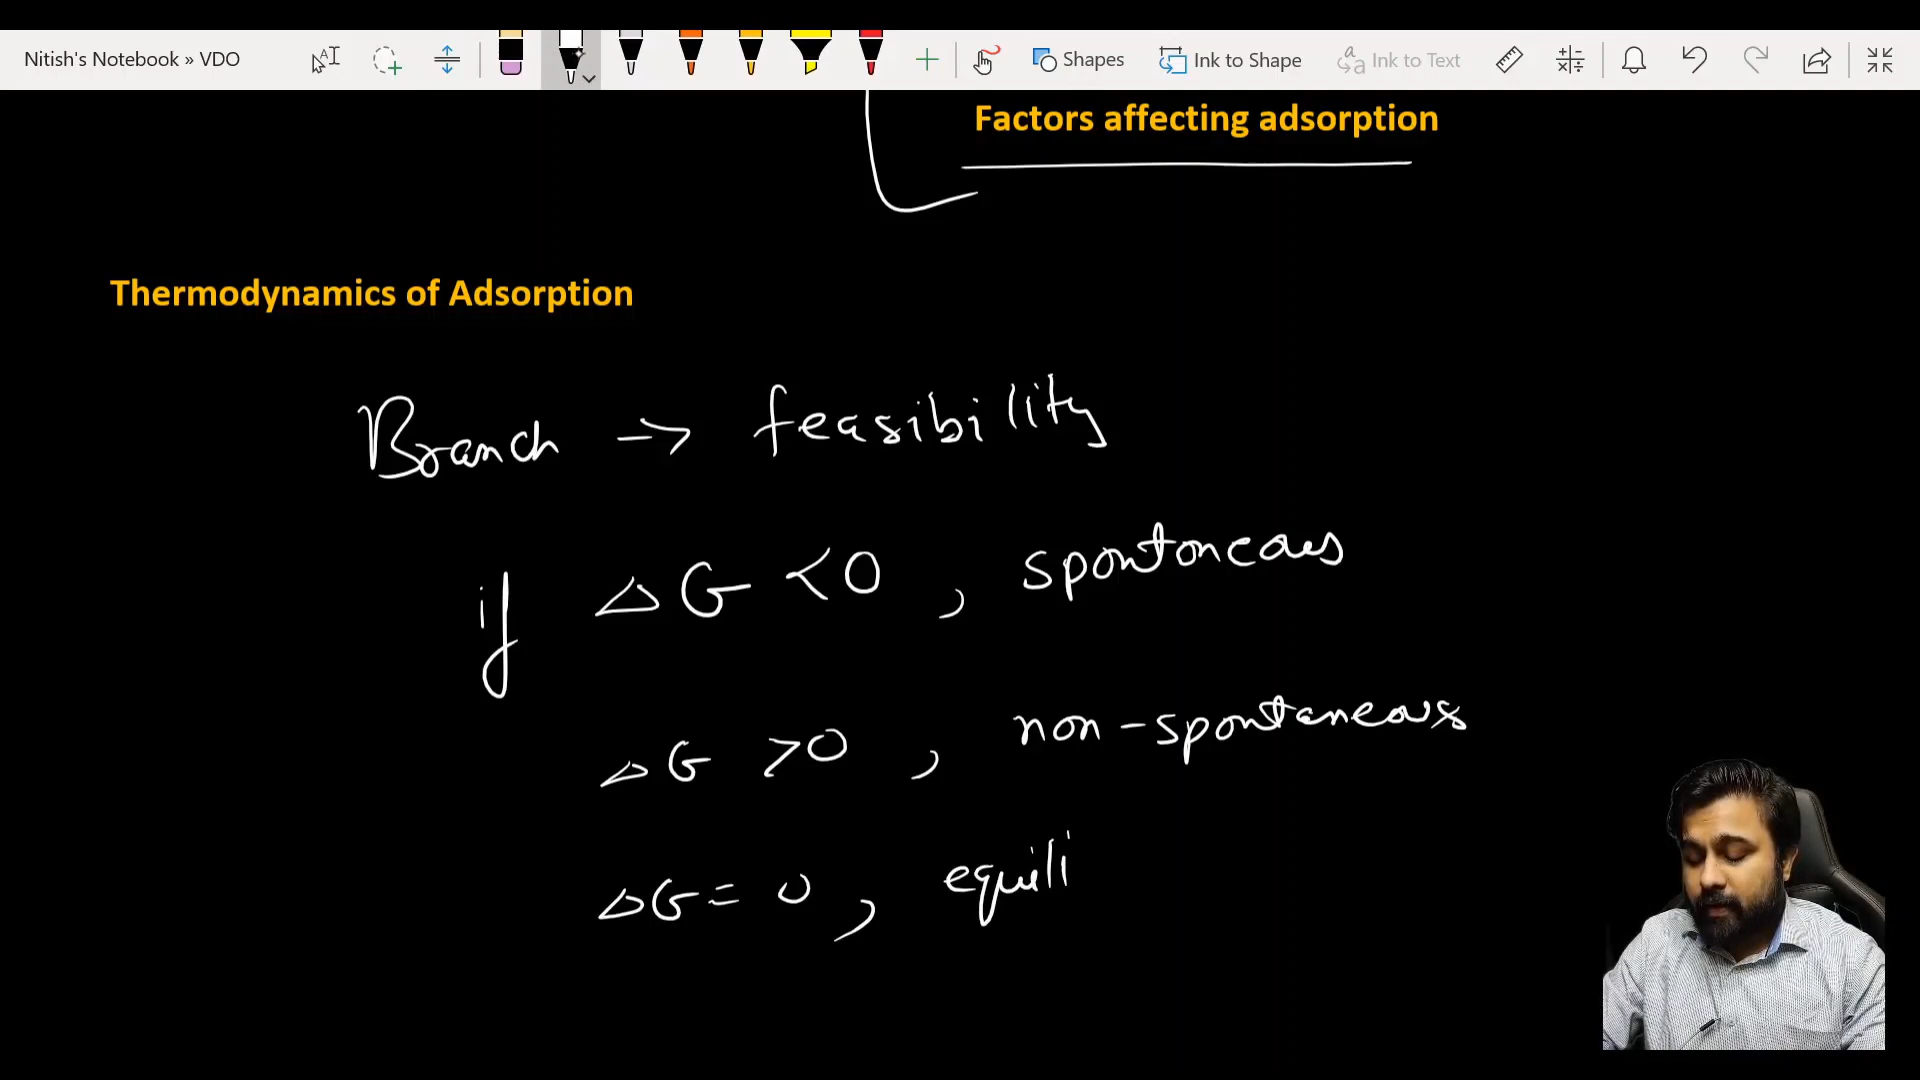 Nitish's Notebook » VDO
Shapes
Ink to Shape
Ink to Text
Factors affecting adsorption
Thermodynamics of Adsorption
Branch -> feasibility
if ΔG <0 , spontoneous
ΔG >0 , non-spontaneous
ΔG = 0 , equili